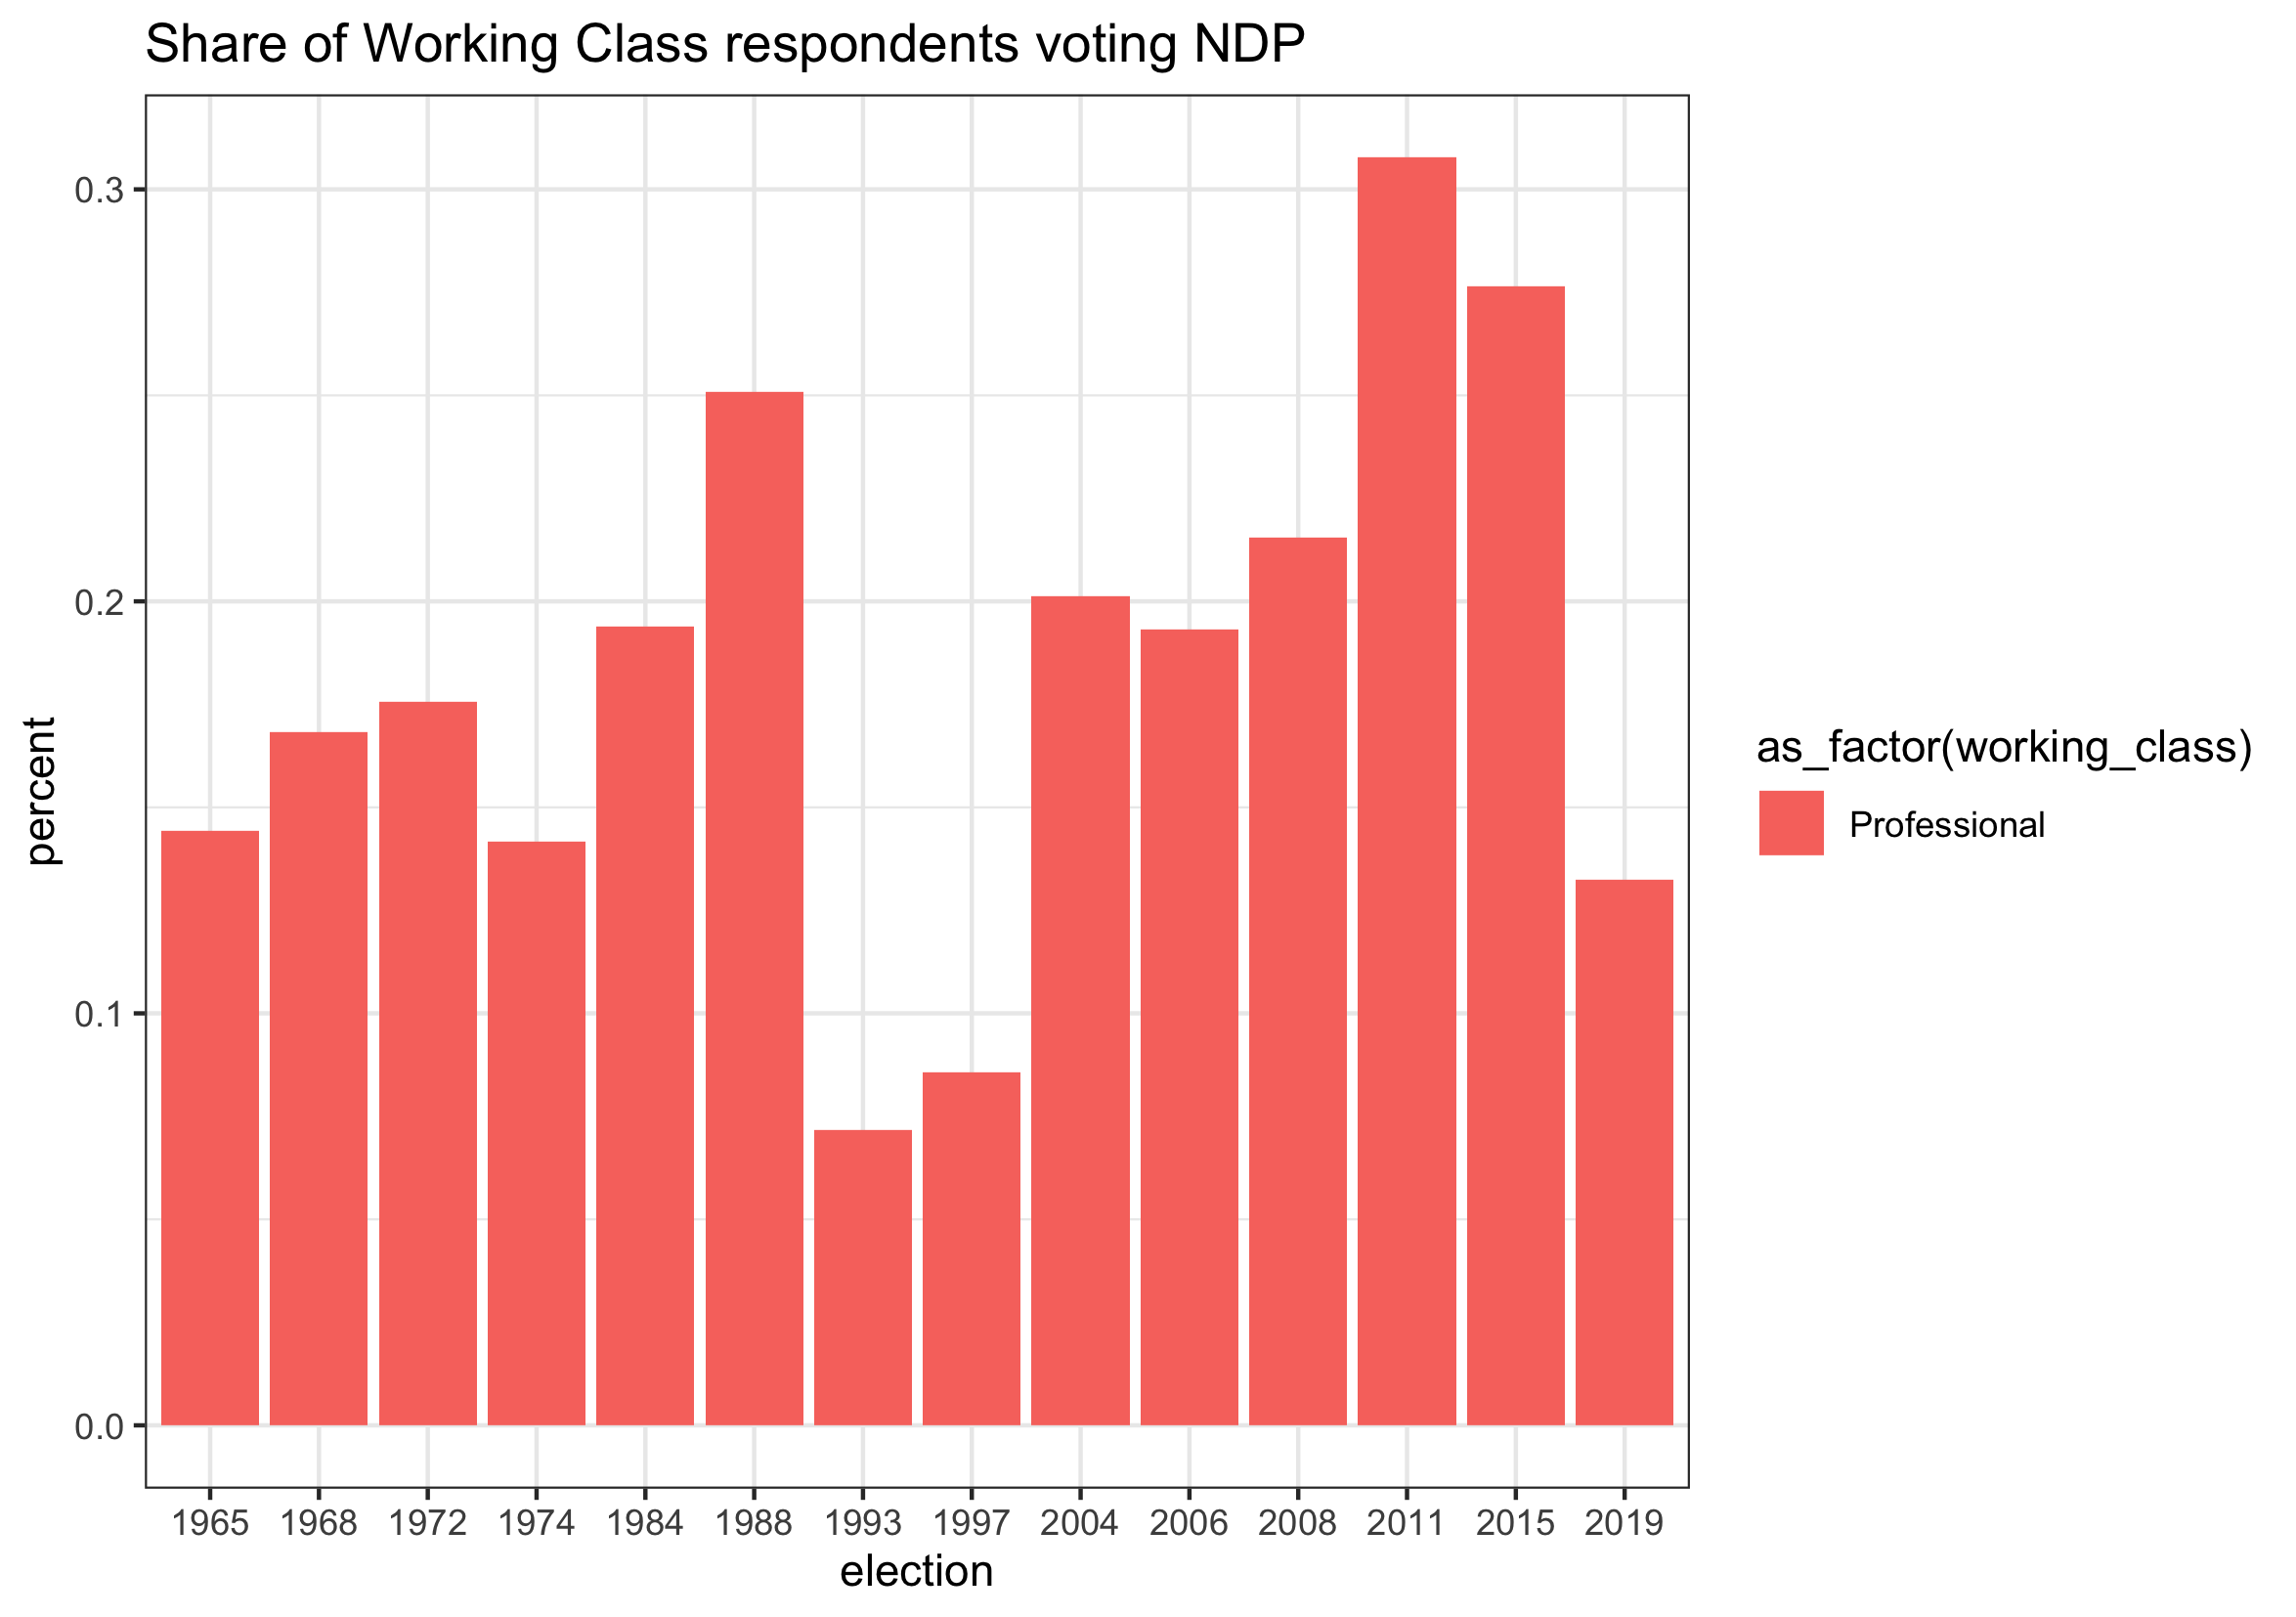 Share of Working Class respondents voting NDP
0.3
0.2
0.1
0.0
percent
1965 1968 1972 1974 1984 1988 1993 1997 2004 2006 2008 2011 2015 2019
election
as_factor(working_class)
Professional